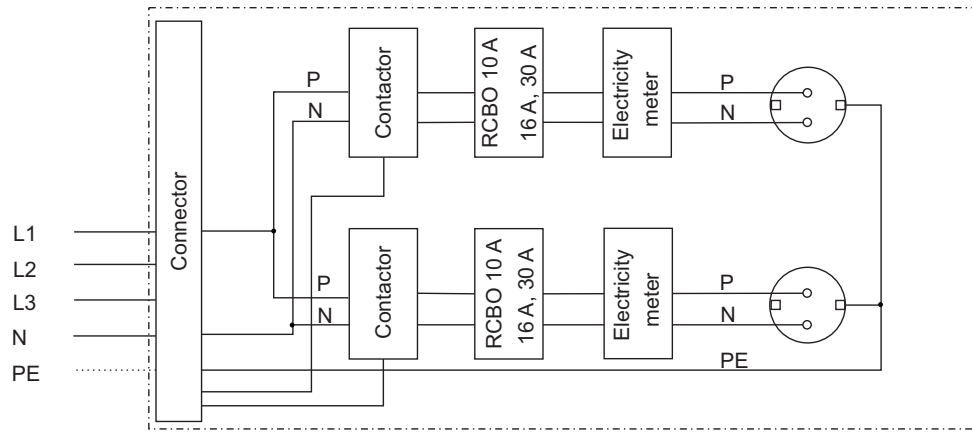 P
N
Contactor
RCBO 10 A
16 A, 30 A
Electricity
meter
P
N
Connector
L1
L2
L3
N
PE
P
N
Contactor
RCBO 10 A
16 A, 30 A
Electricity
meter
P
N
PE